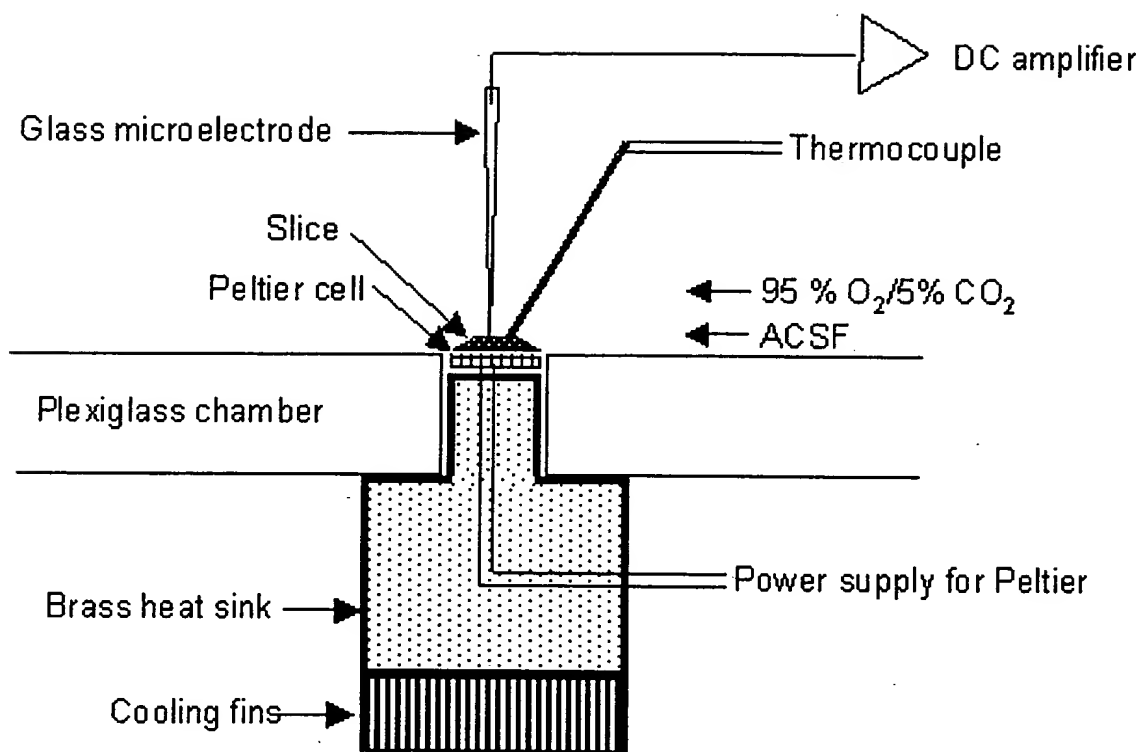 DC amplifier
Glass microelectrode
Thermocouple
Slice
Peltier cell
95 % O₂/5% CO₂
ACSF
Plexiglass chamber
Power supply for Peltier
Brass heat sink
Cooling fins